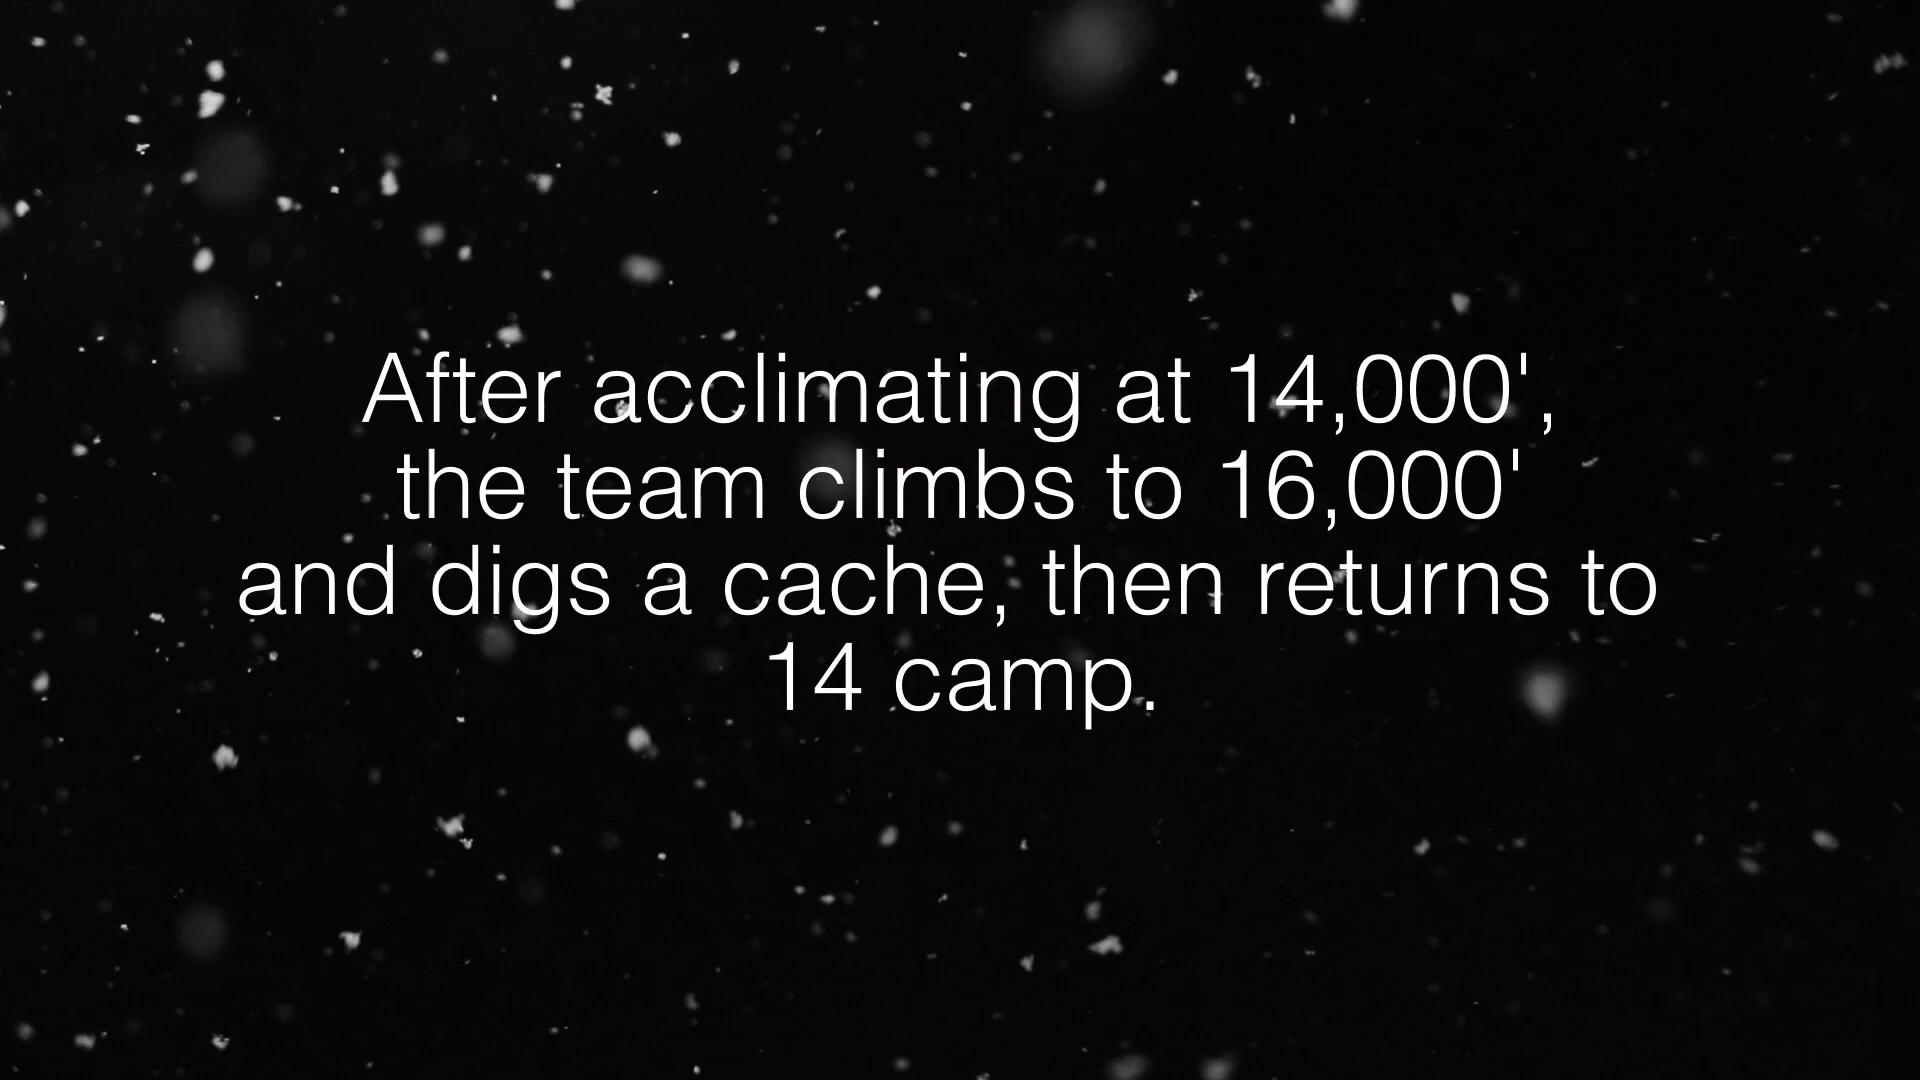 After acclimating at 14,000',
the team climbs to 16,000'
and digs a cache, then returns to
14 camp.